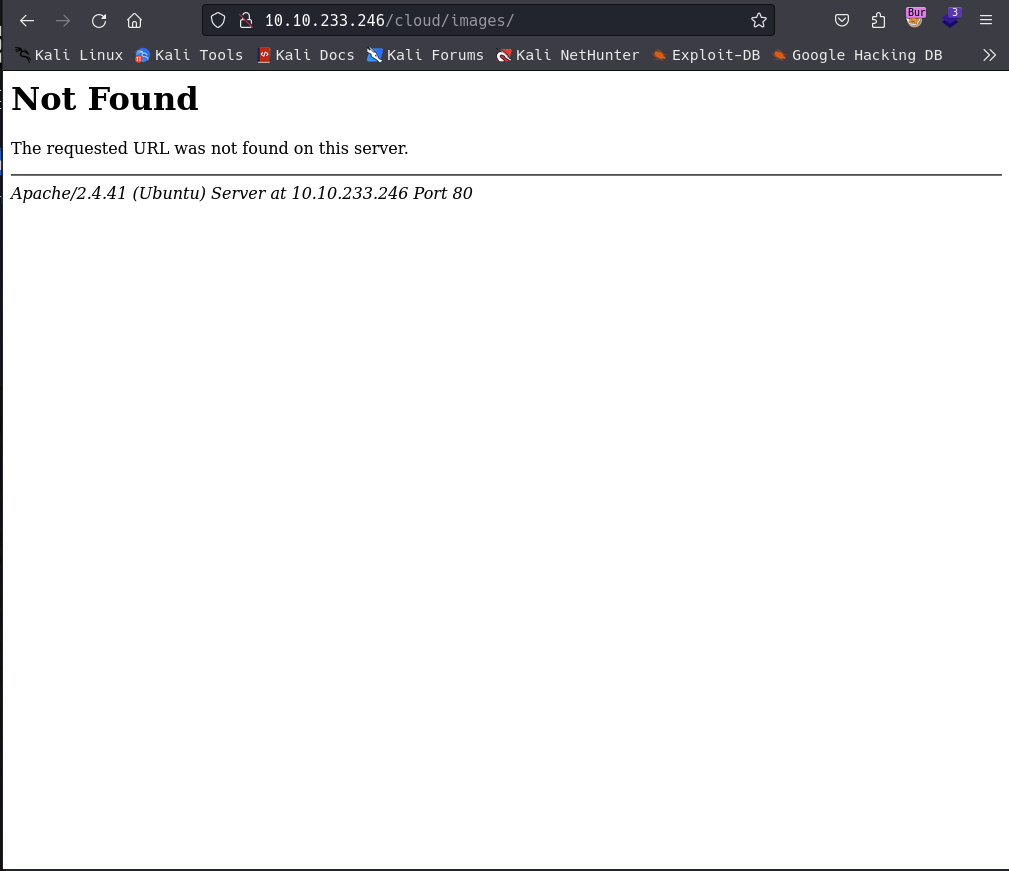 10.10.233.246/cloud/images/
Bur
3
Kali Linux Kali Tools Kali Docs Kali Forums Kali NetHunter Exploit-DB Google Hacking DB
Not Found
The requested URL was not found on this server.
Apache/2.4.41 (Ubuntu) Server at 10.10.233.246 Port 80